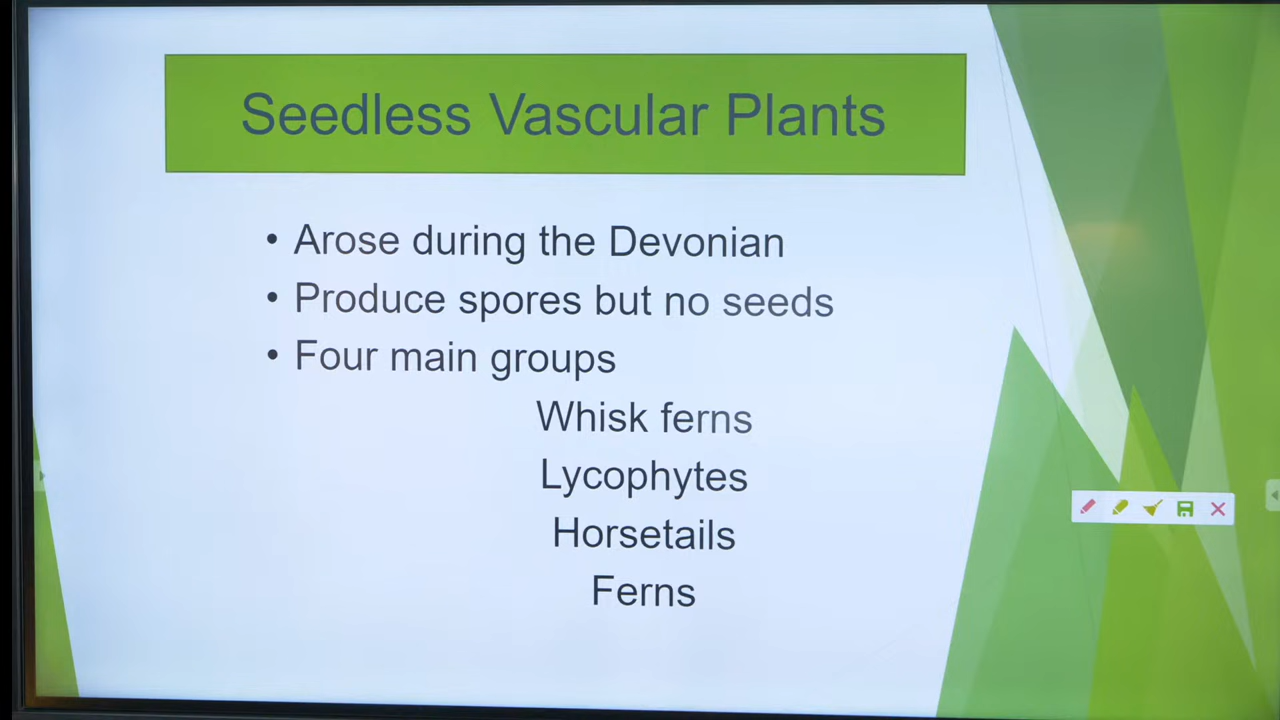 Seedless Vascular Plants
• Arose during the Devonian
• Produce spores but no seeds
• Four main groups
Whisk ferns
Lycophytes
Horsetails
Ferns